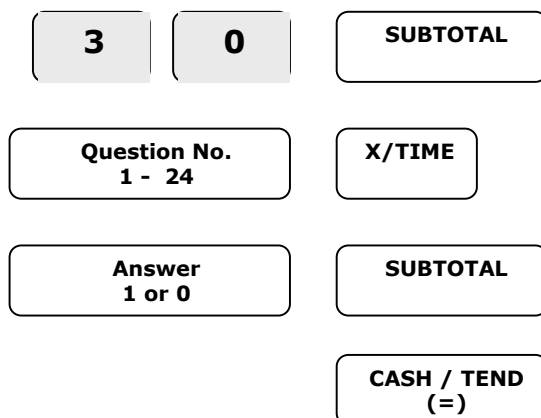 3 0 SUBTOTAL
Question No. X/TIME
1 - 24
Answer SUBTOTAL
1 or 0
CASH / TEND
(=)